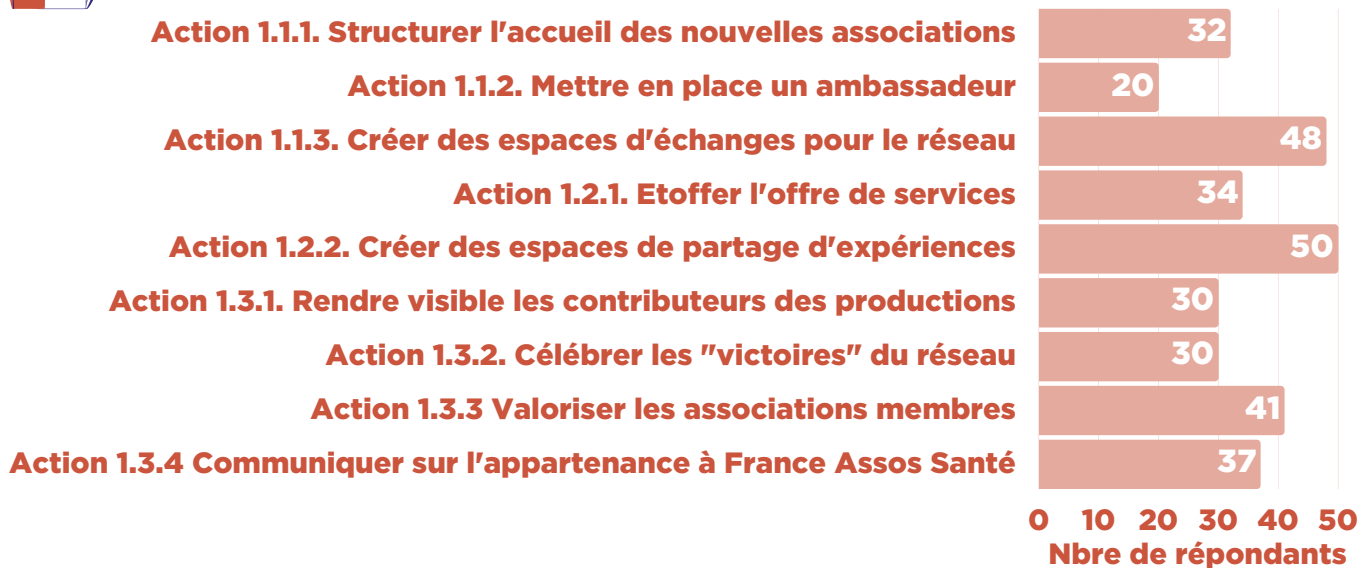 Action 1.1.1. Structurer l'accueil des nouvelles associations 32
Action 1.1.2. Mettre en place un ambassadeur 20
Action 1.1.3. Créer des espaces d'échanges pour le réseau 48
Action 1.2.1. Etoffer l'offre de services 34
Action 1.2.2. Créer des espaces de partage d'expériences 50
Action 1.3.1. Rendre visible les contributeurs des productions 30
Action 1.3.2. Célébrer les "victoires" du réseau 30
Action 1.3.3 Valoriser les associations membres 41
Action 1.3.4 Communiquer sur l'appartenance à France Assos Santé 37
0 10 20 30 40 50
Nbre de répondants